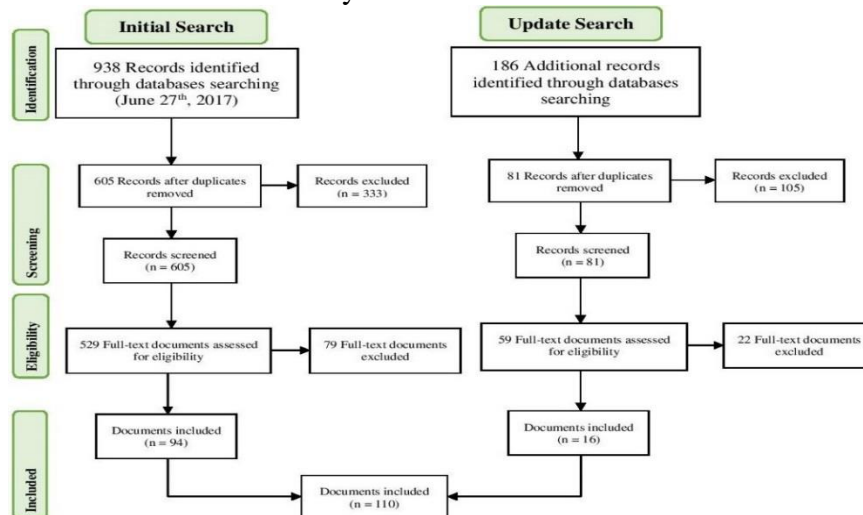 Initial Search
Update Search
Identification
938 Records identified
through databases searching
(June 27th, 2017)
186 Additional records
identified through databases
searching
Screening
605 Records after duplicates
removed
Records excluded
(n = 333)
81 Records after duplicates
removed
Records excluded
(n = 105)
Records screened
(n = 605)
Records screened
(n = 81)
Eligibility
529 Full-text documents assessed
for eligibility
79 Full-text documents
excluded
59 Full-text documents assessed
for eligibility
22 Full-text documents
excluded
Included
Documents included
(n = 94)
Documents included
(n = 16)
Documents included
(n = 110)